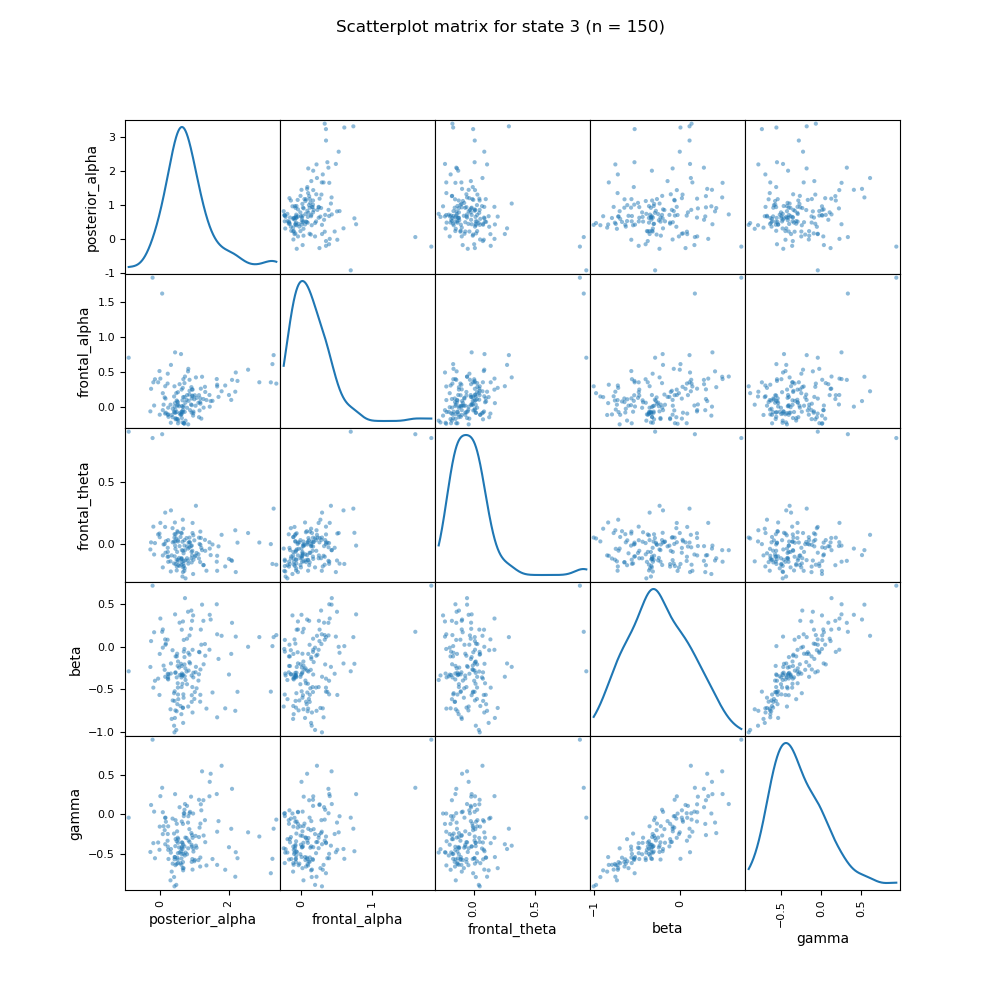 Scatterplot matrix for state 3 (n = 150)
posterior_alpha
3
2
1
0
-1
frontal_alpha
1.5
1.0
0.5
0.0
frontal_theta
0.5
0.0
beta
0.5
0.0
−0.5
−1.0
gamma
0.5
0.0
−0.5
0 2 0 1 0.0 0.5 −1 0 −0.5 0.0 0.5
posterior_alpha frontal_alpha frontal_theta beta gamma